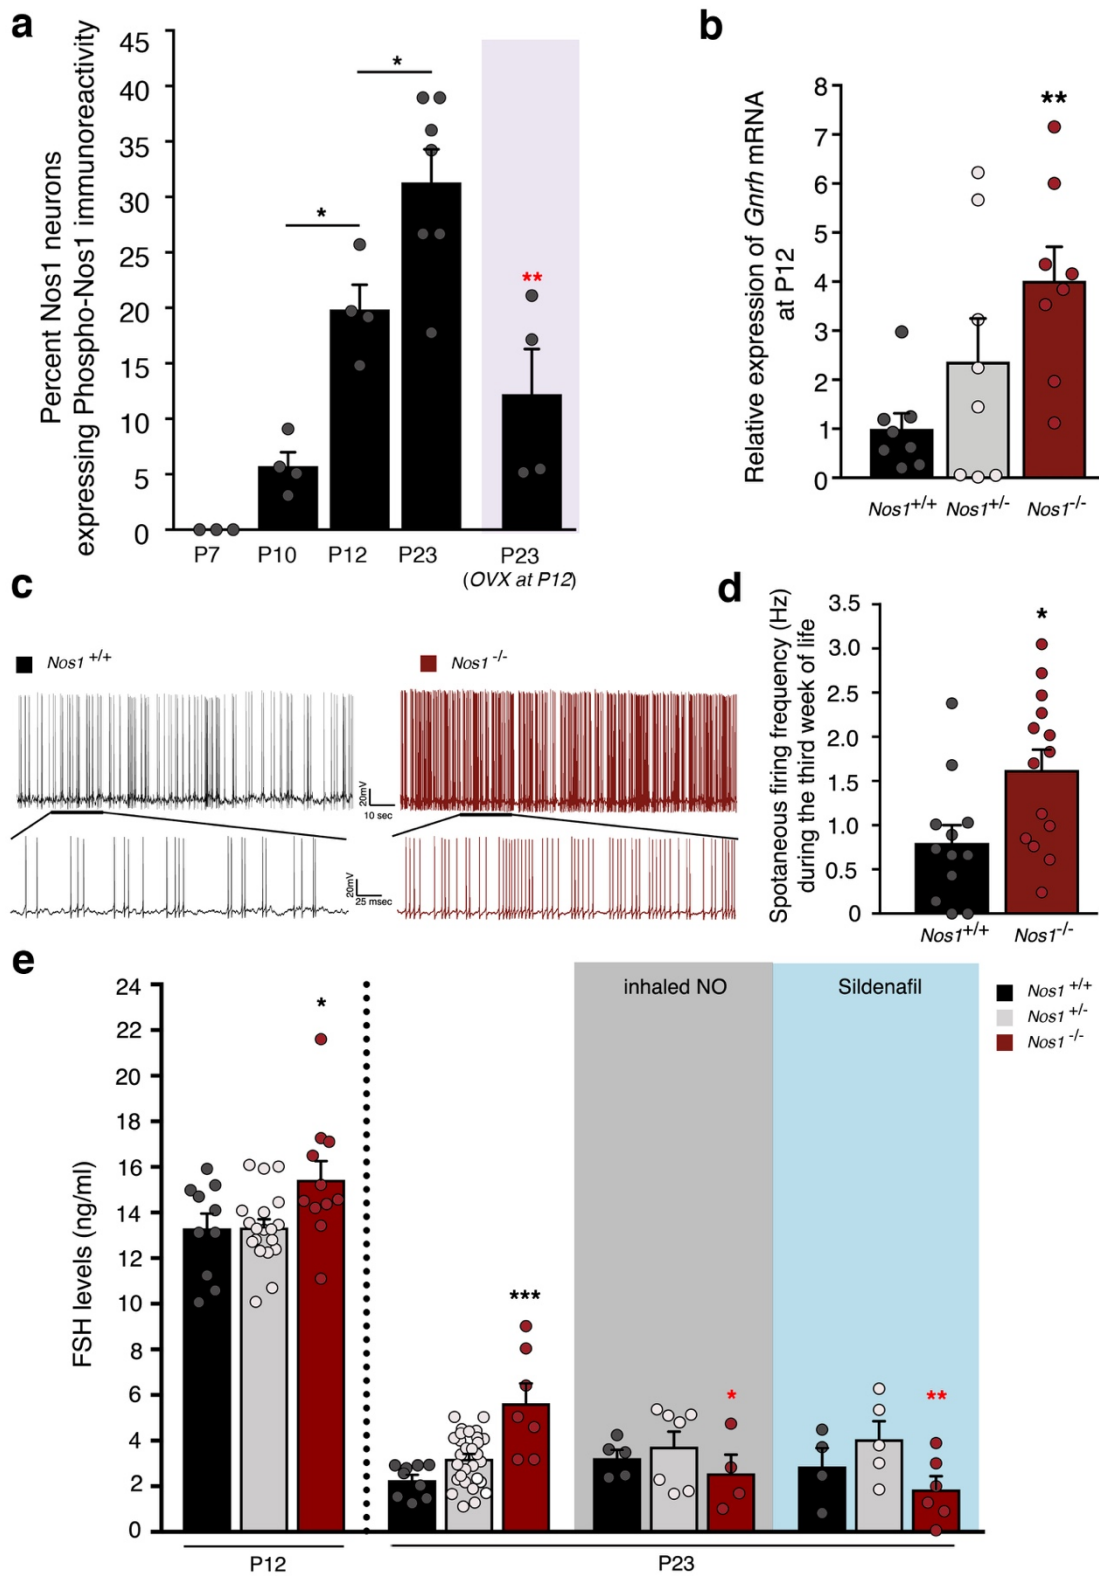 a
Percent Nos1 neurons
expressing Phospho-Nos1 immunoreactivity
45
40
35
30
25
20
15
10
5
0
*
*
**
P7
P10
P12
P23
P23
(OVX at P12)
b
Relative expression of Gnrh mRNA
at P12
8
7
6
5
4
3
2
1
0
**
Nos1+/+
Nos1+/-
Nos1-/-
c
Nos1 +/+
Nos1 -/-
20mV
10 sec
20mV
25 msec
d
Spotaneous firing frequency (Hz)
during the third week of life
3.5
3.0
2.5
2.0
1.5
1.0
0.5
0
*
Nos1+/+
Nos1-/-
e
FSH levels (ng/ml)
24
22
20
18
16
14
12
10
8
6
4
2
0
*
***
inhaled NO
*
Sildenafil
**
Nos1 +/+
Nos1 +/-
Nos1 -/-
P12
P23